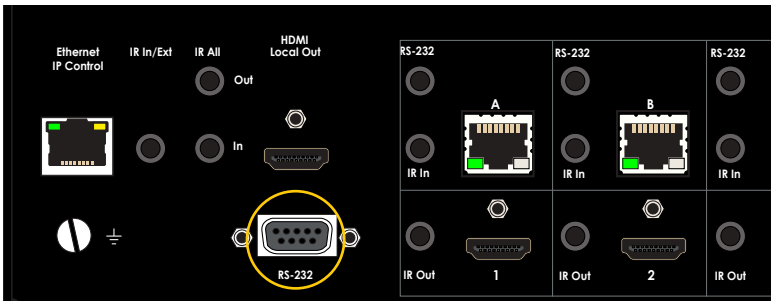 Ethernet
IP Control
IR In/Ext
IR All
HDMI
Local Out
Out
In
RS-232
RS-232
A
IR In
IR Out
1
RS-232
B
IR In
IR Out
2
RS-232
IR In
IR Out